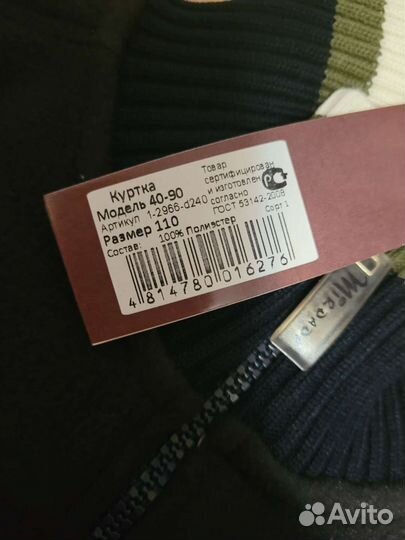 Куртка
Модель 40-90
Артикул 1-2966-d240
Размер 110
Состав: 100% Полиэстер
Товар
сертифицирован
и изготовлен
согласно
ГОСТ 53142-2008
Сорт 1
4 814780 016276
Avito